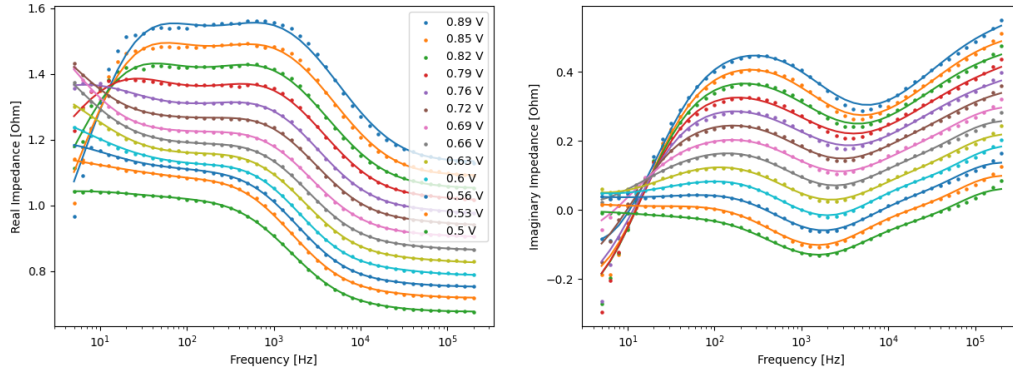 1.6
1.4
1.2
1.0
0.8
Real Impedance [Ohm]
10¹ 10² 10³ 10⁴ 10⁵
Frequency [Hz]
0.89 V
0.85 V
0.82 V
0.79 V
0.76 V
0.72 V
0.69 V
0.66 V
0.63 V
0.6 V
0.56 V
0.53 V
0.5 V
0.4
0.2
0.0
−0.2
Imaginary Impedance [Ohm]
10¹ 10² 10³ 10⁴ 10⁵
Frequency [Hz]